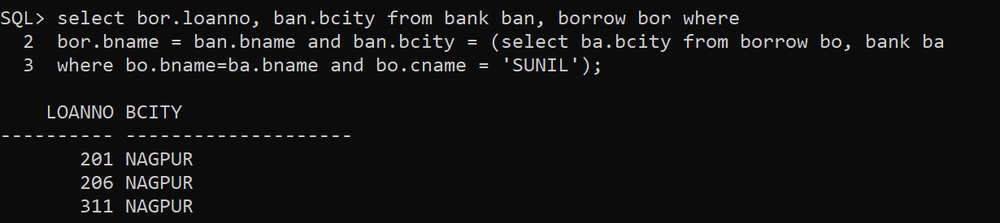 SQL> select bor.loanno, ban.bcity from bank ban, borrow bor where
  2  bor.bname = ban.bname and ban.bcity = (select ba.bcity from borrow bo, bank ba
  3  where bo.bname=ba.bname and bo.cname = 'SUNIL');

    LOANNO BCITY
---------- --------------------
       201 NAGPUR
       206 NAGPUR
       311 NAGPUR